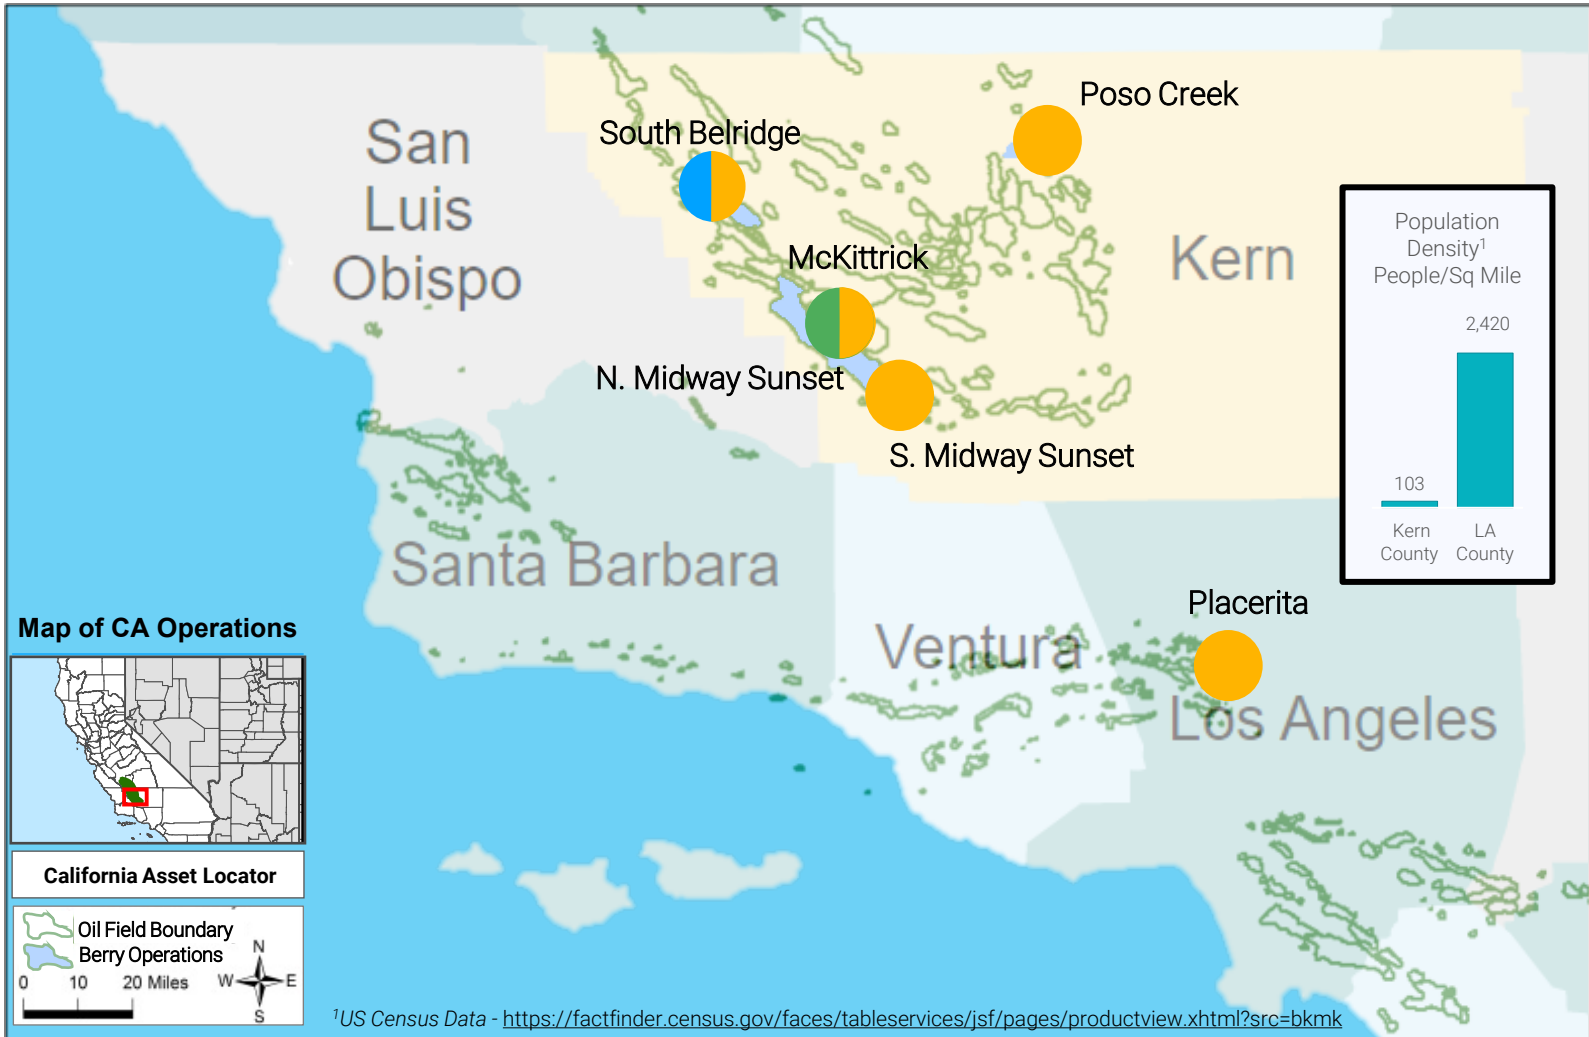 Poso Creek
South Belridge
San
Luis
Obispo
McKittrick
Kern
N. Midway Sunset
S. Midway Sunset
Population
Density1
People/Sq Mile
2,420
103
Kern
County
LA
County
Santa Barbara
Ventura
Placerita
Los Angeles
Map of CA Operations
California Asset Locator
Oil Field Boundary
Berry Operations
N
W
E
S
0 10 20 Miles
1US Census Data - https://factfinder.census.gov/faces/tableservices/jsf/pages/productview.xhtml?src=bkmk